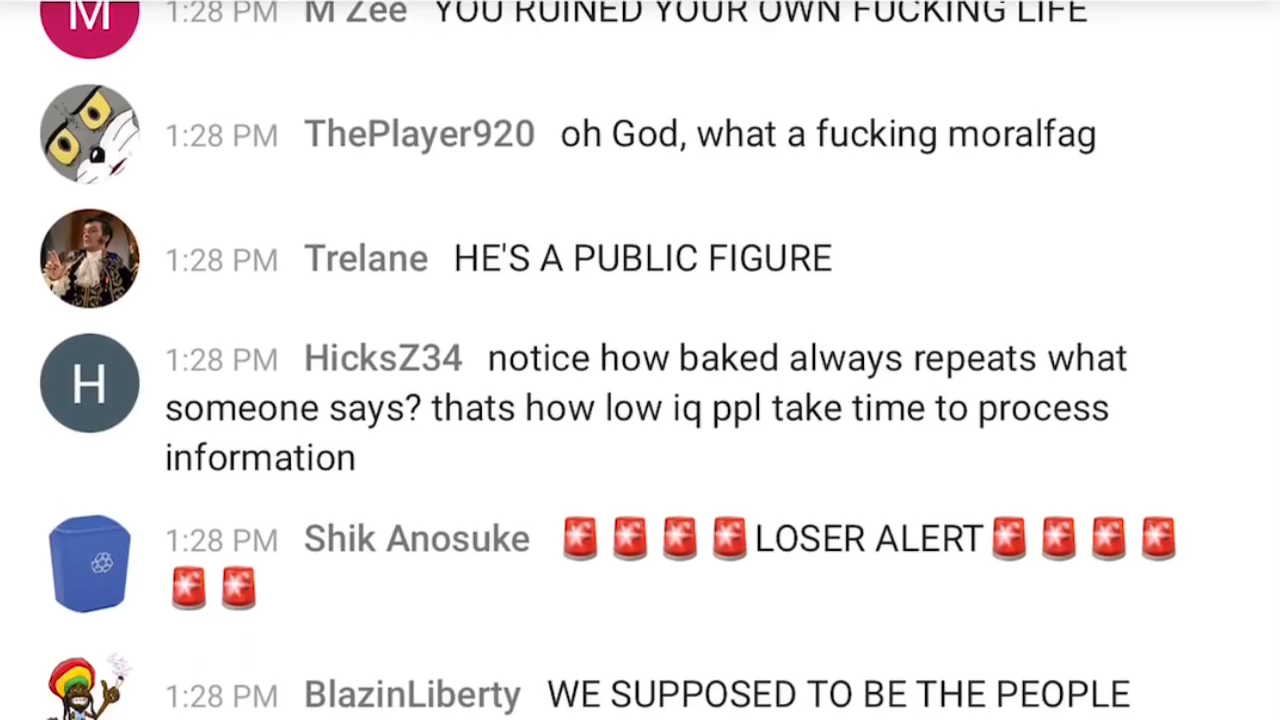 M 1:28 PM M Zee YOU RUINED YOUR OWN FUCKING LIFE
1:28 PM ThePlayer920 oh God, what a fucking moralfag
1:28 PM Trelane HE'S A PUBLIC FIGURE
H 1:28 PM HicksZ34 notice how baked always repeats what
someone says? thats how low iq ppl take time to process
information
1:28 PM Shik Anosuke 🚨🚨🚨🚨LOSER ALERT🚨🚨🚨🚨
🚨🚨
1:28 PM BlazinLiberty WE SUPPOSED TO BE THE PEOPLE